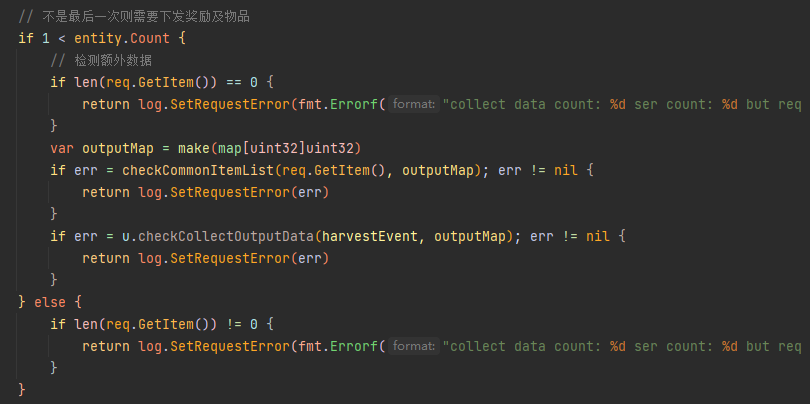 // 不是最后一次则需要下发奖励及物品
if 1 < entity.Count {
    // 检测额外数据
    if len(req.GetItem()) == 0 {
        return log.SetRequestError(fmt.Errorf( format: "collect data count: %d ser count: %d but req
    }
    var outputMap = make(map[uint32]uint32)
    if err = checkCommonItemList(req.GetItem(), outputMap); err != nil {
        return log.SetRequestError(err)
    }
    if err = u.checkCollectOutputData(harvestEvent, outputMap); err != nil {
        return log.SetRequestError(err)
    }
} else {
    if len(req.GetItem()) != 0 {
        return log.SetRequestError(fmt.Errorf( format: "collect data count: %d ser count: %d but req
    }
}